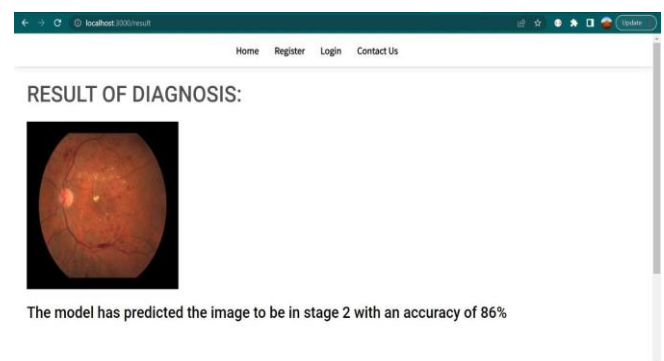 localhost:3000/result
Update
Home Register Login Contact Us
RESULT OF DIAGNOSIS:
The model has predicted the image to be in stage 2 with an accuracy of 86%